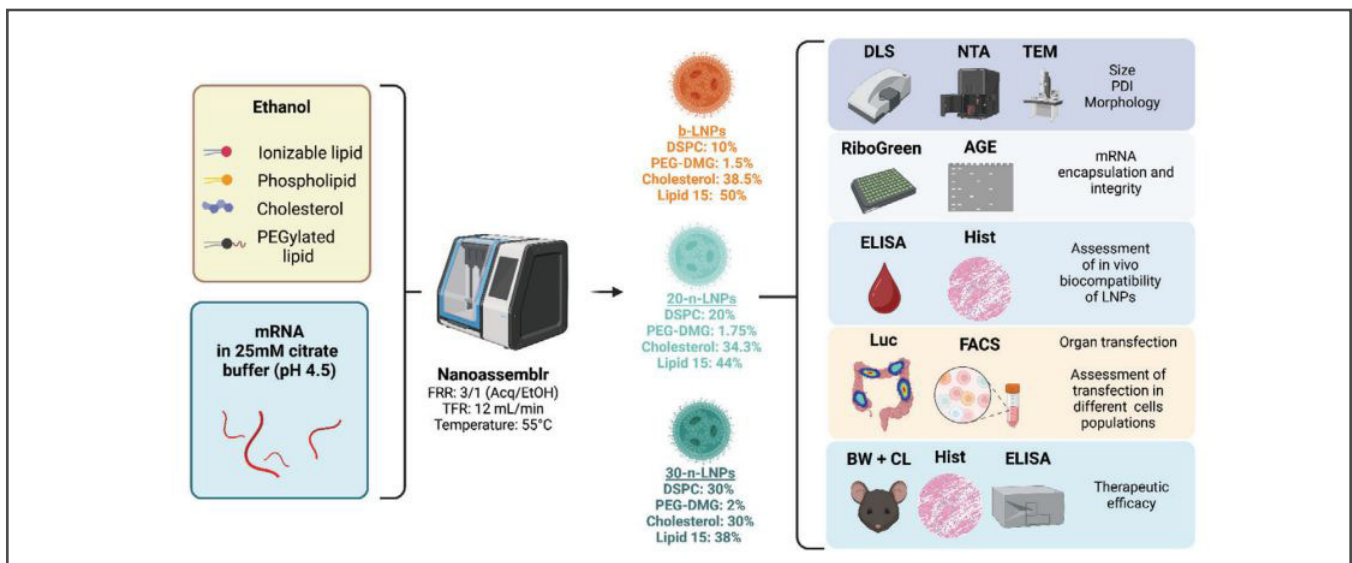 Ethanol
Ionizable lipid
Phospholipid
Cholesterol
PEGylated
lipid
mRNA
in 25mM citrate
buffer (pH 4.5)
Nanoassemblr
FRR: 3/1 (Acq/EtOH)
TFR: 12 mL/min
Temperature: 55°C
b-LNPs
DSPC: 10%
PEG-DMG: 1.5%
Cholesterol: 38.5%
Lipid 15: 50%
20-n-LNPs
DSPC: 20%
PEG-DMG: 1.75%
Cholesterol: 34.3%
Lipid 15: 44%
30-n-LNPs
DSPC: 30%
PEG-DMG: 2%
Cholesterol: 30%
Lipid 15: 38%
DLS NTA TEM
Size
PDI
Morphology
RiboGreen AGE
mRNA
encapsulation and
integrity
ELISA Hist
Assessment
of in vivo
biocompatibility
of LNPs
Luc FACS
Organ transfection
Assessment of
transfection in
different cells
populations
BW + CL Hist ELISA
Therapeutic
efficacy